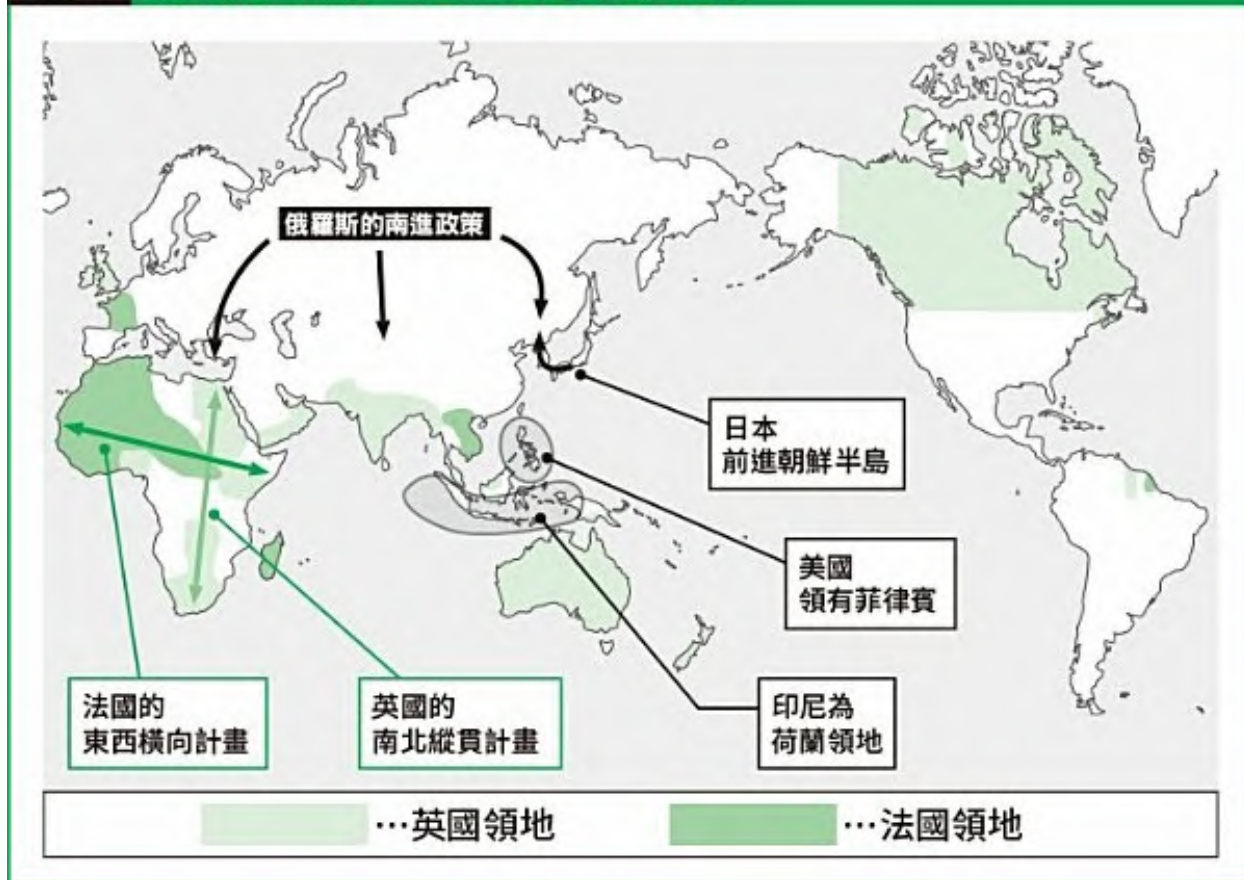 俄羅斯的南進政策
日本
前進朝鮮半島
美國
領有菲律賓
法國的
東西橫向計畫
英國的
南北縱貫計畫
印尼為
荷蘭領地
…英國領地
…法國領地